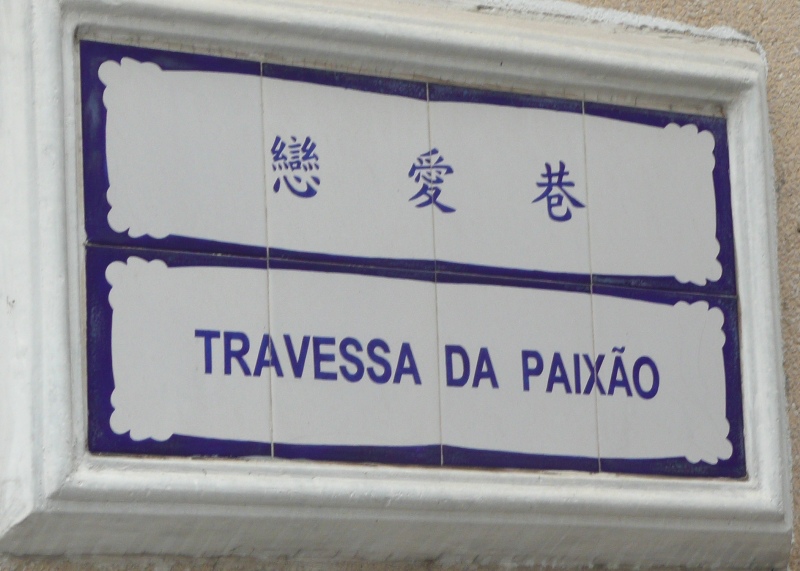 戀愛巷
TRAVESSA DA PAIXÃO